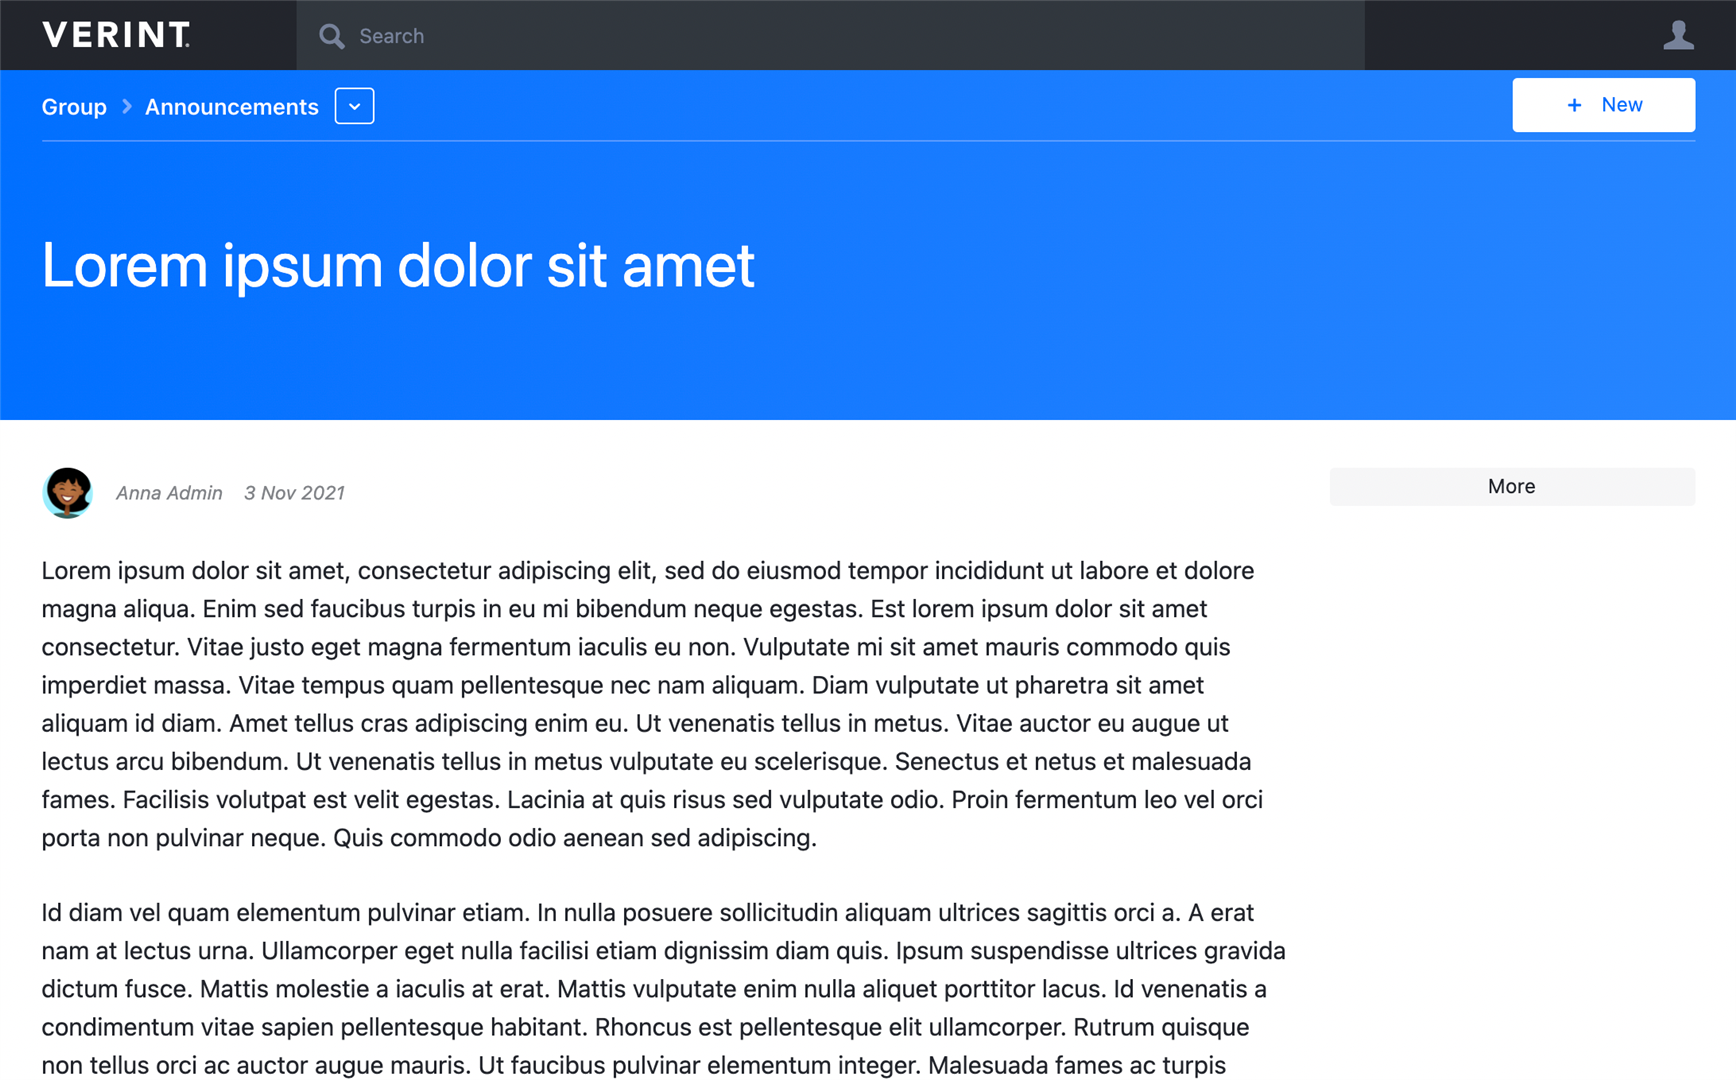 VERINT.
Search
Group > Announcements
+ New
Lorem ipsum dolor sit amet
Anna Admin 3 Nov 2021
More
Lorem ipsum dolor sit amet, consectetur adipiscing elit, sed do eiusmod tempor incididunt ut labore et dolore
magna aliqua. Enim sed faucibus turpis in eu mi bibendum neque egestas. Est lorem ipsum dolor sit amet
consectetur. Vitae justo eget magna fermentum iaculis eu non. Vulputate mi sit amet mauris commodo quis
imperdiet massa. Vitae tempus quam pellentesque nec nam aliquam. Diam vulputate ut pharetra sit amet
aliquam id diam. Amet tellus cras adipiscing enim eu. Ut venenatis tellus in metus. Vitae auctor eu augue ut
lectus arcu bibendum. Ut venenatis tellus in metus vulputate eu scelerisque. Senectus et netus et malesuada
fames. Facilisis volutpat est velit egestas. Lacinia at quis risus sed vulputate odio. Proin fermentum leo vel orci
porta non pulvinar neque. Quis commodo odio aenean sed adipiscing.
Id diam vel quam elementum pulvinar etiam. In nulla posuere sollicitudin aliquam ultrices sagittis orci a. A erat
nam at lectus urna. Ullamcorper eget nulla facilisi etiam dignissim diam quis. Ipsum suspendisse ultrices gravida
dictum fusce. Mattis molestie a iaculis at erat. Mattis vulputate enim nulla aliquet porttitor lacus. Id venenatis a
condimentum vitae sapien pellentesque habitant. Rhoncus est pellentesque elit ullamcorper. Rutrum quisque
non tellus orci ac auctor augue mauris. Ut faucibus pulvinar elementum integer. Malesuada fames ac turpis